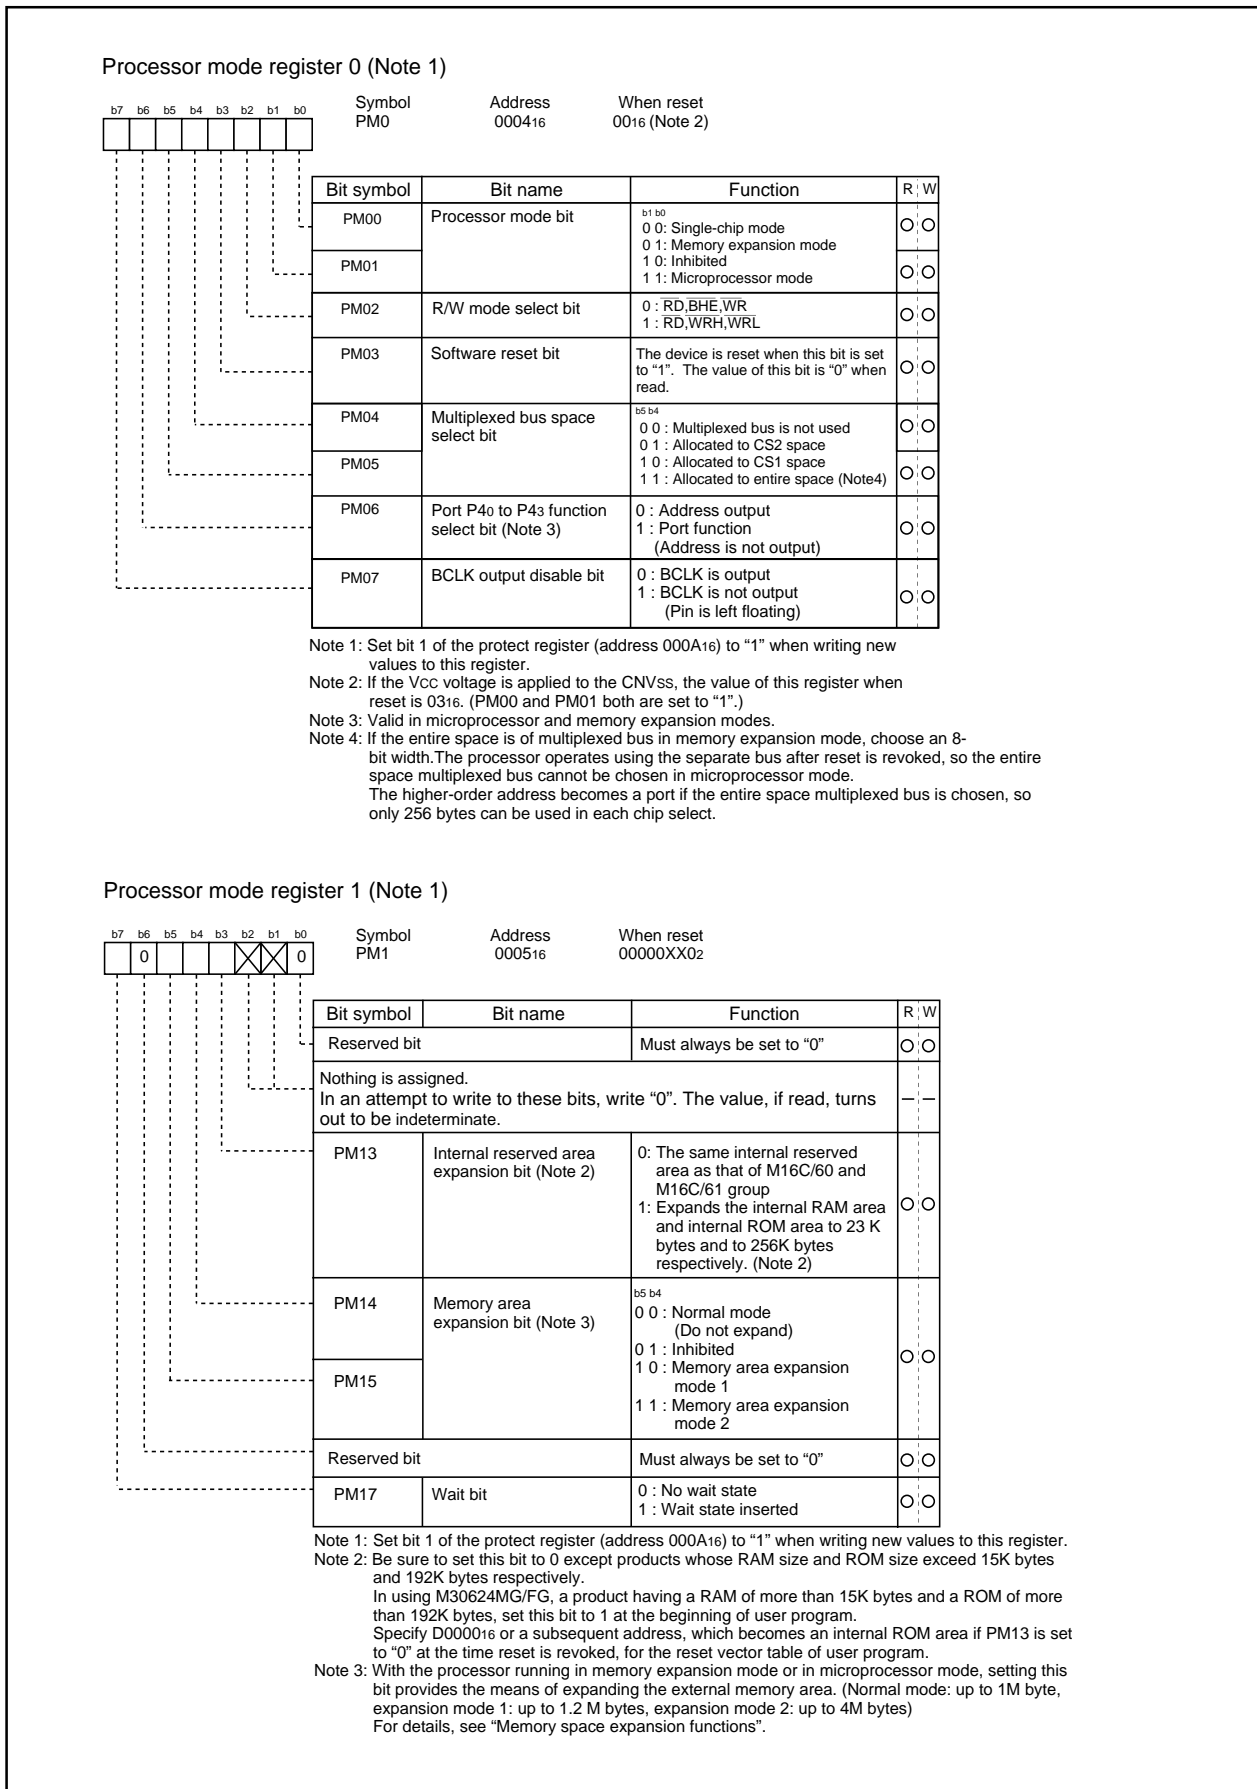 Processor mode register 0 (Note 1)
b7 b6 b5 b4 b3 b2 b1 b0
Symbol Address When reset
PM0 000416 0016 (Note 2)
Bit symbol Bit name Function R W
PM00 Processor mode bit
b1 b0
0 0: Single-chip mode
0 1: Memory expansion mode
PM01
1 0: Inhibited
1 1: Microprocessor mode
PM02 R/W mode select bit 0 : RD,BHE,WR
1 : RD,WRH,WRL
PM03 Software reset bit The device is reset when this bit is set
to “1”. The value of this bit is “0” when
read.
PM04 Multiplexed bus space
select bit
b5 b4
0 0 : Multiplexed bus is not used
0 1 : Allocated to CS2 space
PM05
1 0 : Allocated to CS1 space
1 1 : Allocated to entire space (Note4)
PM06 Port P40 to P43 function
select bit (Note 3)
0 : Address output
1 : Port function
(Address is not output)
PM07 BCLK output disable bit 0 : BCLK is output
1 : BCLK is not output
(Pin is left floating)
Note 1: Set bit 1 of the protect register (address 000A16) to “1” when writing new
values to this register.
Note 2: If the VCC voltage is applied to the CNVSS, the value of this register when
reset is 0316. (PM00 and PM01 both are set to “1”.)
Note 3: Valid in microprocessor and memory expansion modes.
Note 4: If the entire space is of multiplexed bus in memory expansion mode, choose an 8-
bit width.The processor operates using the separate bus after reset is revoked, so the entire
space multiplexed bus cannot be chosen in microprocessor mode.
The higher-order address becomes a port if the entire space multiplexed bus is chosen, so
only 256 bytes can be used in each chip select.
Processor mode register 1 (Note 1)
b7 b6 b5 b4 b3 b2 b1 b0
0 0
Symbol Address When reset
PM1 000516 00000XX02
Bit symbol Bit name Function R W
Reserved bit Must always be set to “0”
Nothing is assigned.
In an attempt to write to these bits, write “0”. The value, if read, turns
out to be indeterminate.
PM13 Internal reserved area
expansion bit (Note 2)
0: The same internal reserved
area as that of M16C/60 and
M16C/61 group
1: Expands the internal RAM area
and internal ROM area to 23 K
bytes and to 256K bytes
respectively. (Note 2)
PM14 Memory area
expansion bit (Note 3)
b5 b4
0 0 : Normal mode
(Do not expand)
0 1 : Inhibited
PM15
1 0 : Memory area expansion
mode 1
1 1 : Memory area expansion
mode 2
Reserved bit Must always be set to “0”
PM17 Wait bit 0 : No wait state
1 : Wait state inserted
Note 1: Set bit 1 of the protect register (address 000A16) to “1” when writing new values to this register.
Note 2: Be sure to set this bit to 0 except products whose RAM size and ROM size exceed 15K bytes
and 192K bytes respectively.
In using M30624MG/FG, a product having a RAM of more than 15K bytes and a ROM of more
than 192K bytes, set this bit to 1 at the beginning of user program.
Specify D000016 or a subsequent address, which becomes an internal ROM area if PM13 is set
to “0” at the time reset is revoked, for the reset vector table of user program.
Note 3: With the processor running in memory expansion mode or in microprocessor mode, setting this
bit provides the means of expanding the external memory area. (Normal mode: up to 1M byte,
expansion mode 1: up to 1.2 M bytes, expansion mode 2: up to 4M bytes)
For details, see “Memory space expansion functions”.